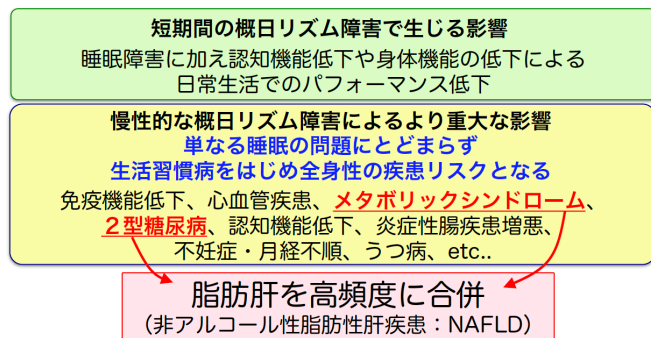 短期間の概日リズム障害で生じる影響
睡眠障害に加え認知機能低下や身体機能の低下による
日常生活でのパフォーマンス低下
慢性的な概日リズム障害によるより重大な影響
単なる睡眠の問題にとどまらず
生活習慣病をはじめ全身性の疾患リスクとなる
免疫機能低下、心血管疾患、メタボリックシンドローム、
２型糖尿病、認知機能低下、炎症性腸疾患増悪、
不妊症・月経不順、うつ病、etc..
脂肪肝を高頻度に合併
（非アルコール性脂肪性肝疾患：NAFLD）